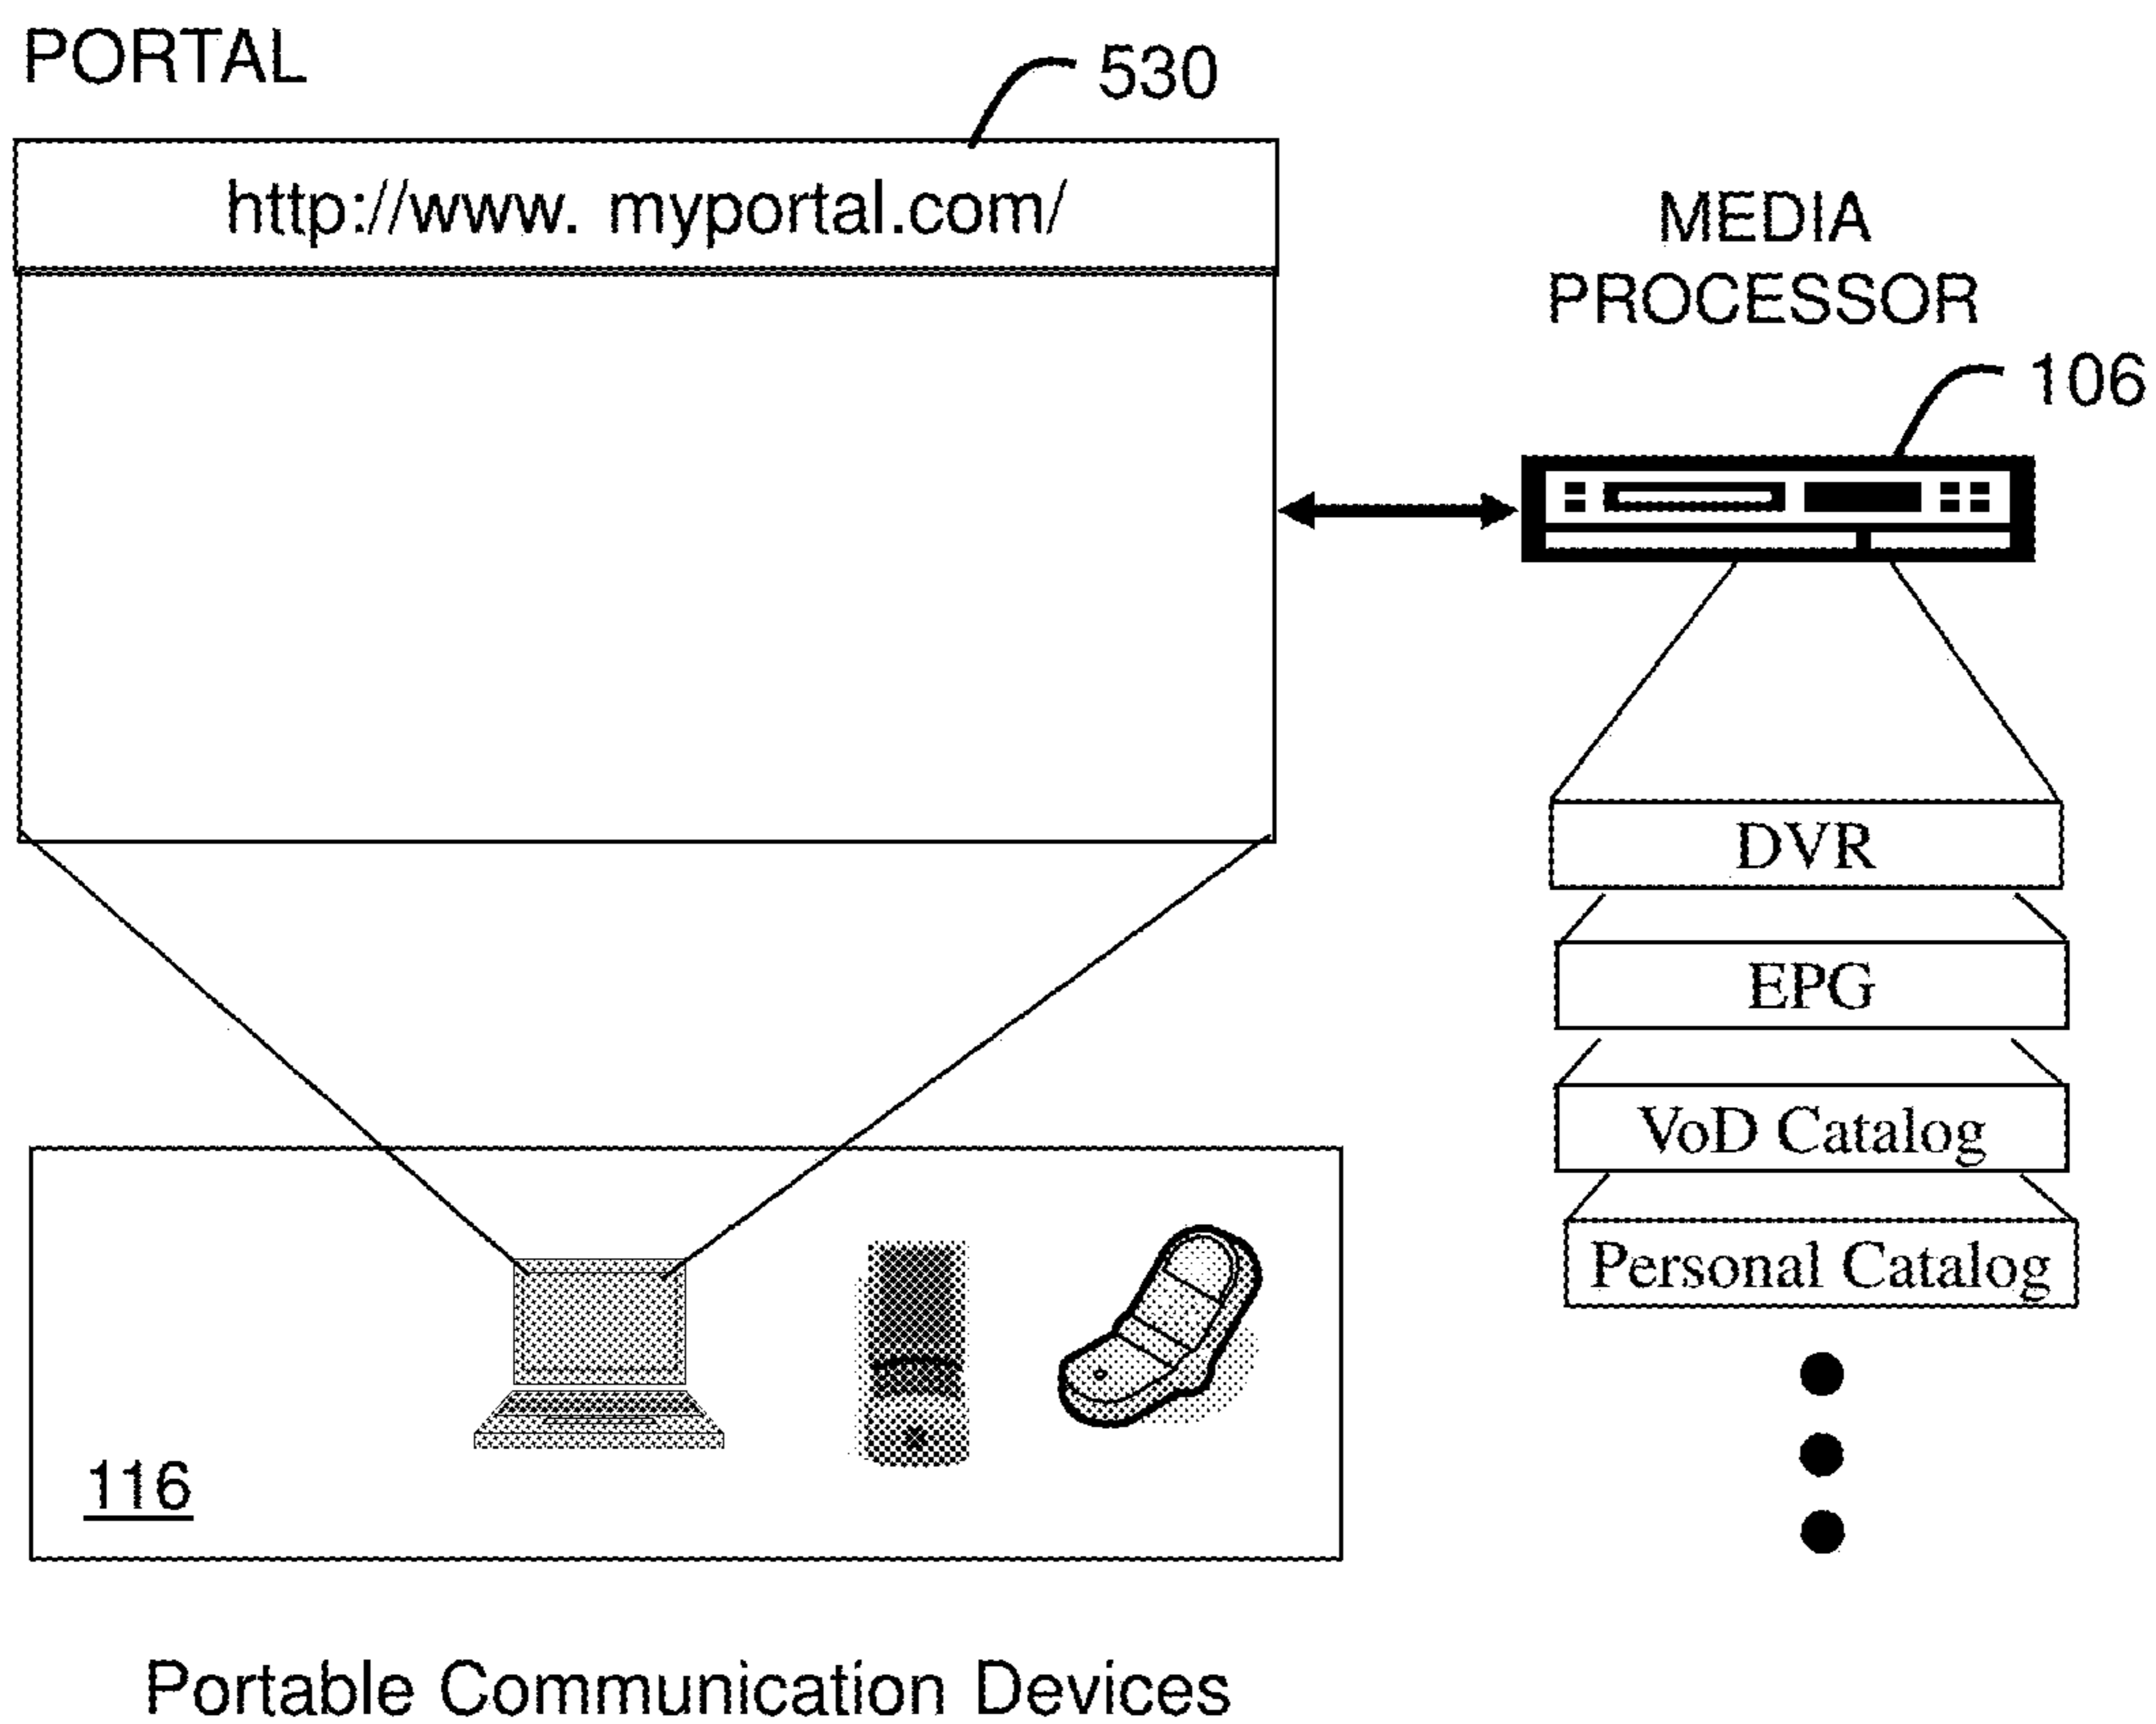 PORTAL
530
http://www. myportal.com/
MEDIA
PROCESSOR
106
DVR
EPG
VoD Catalog
Personal Catalog
116
Portable Communication Devices